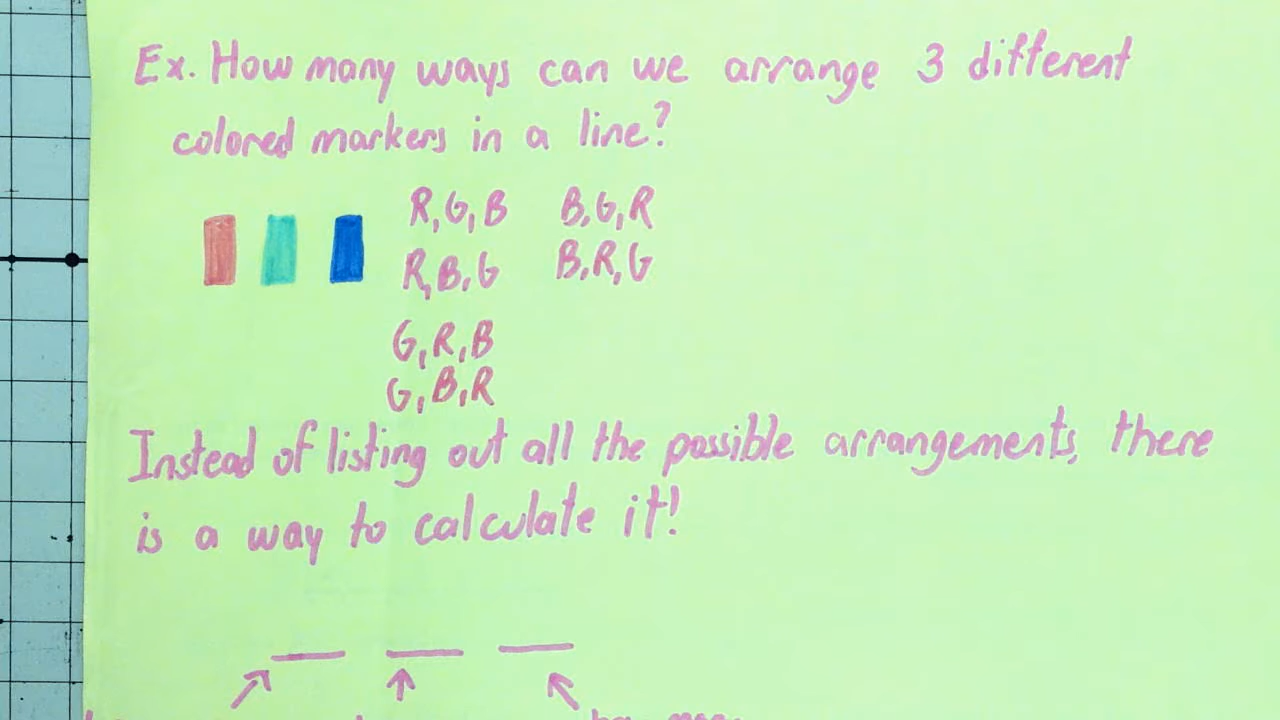 Ex. How many ways can we arrange 3 different
colored markers in a line?
R,G,B B,G,R
R,B,G B,R,G
G,R,B
G,B,R
Instead of listing out all the possible arrangements, there
is a way to calculate it!